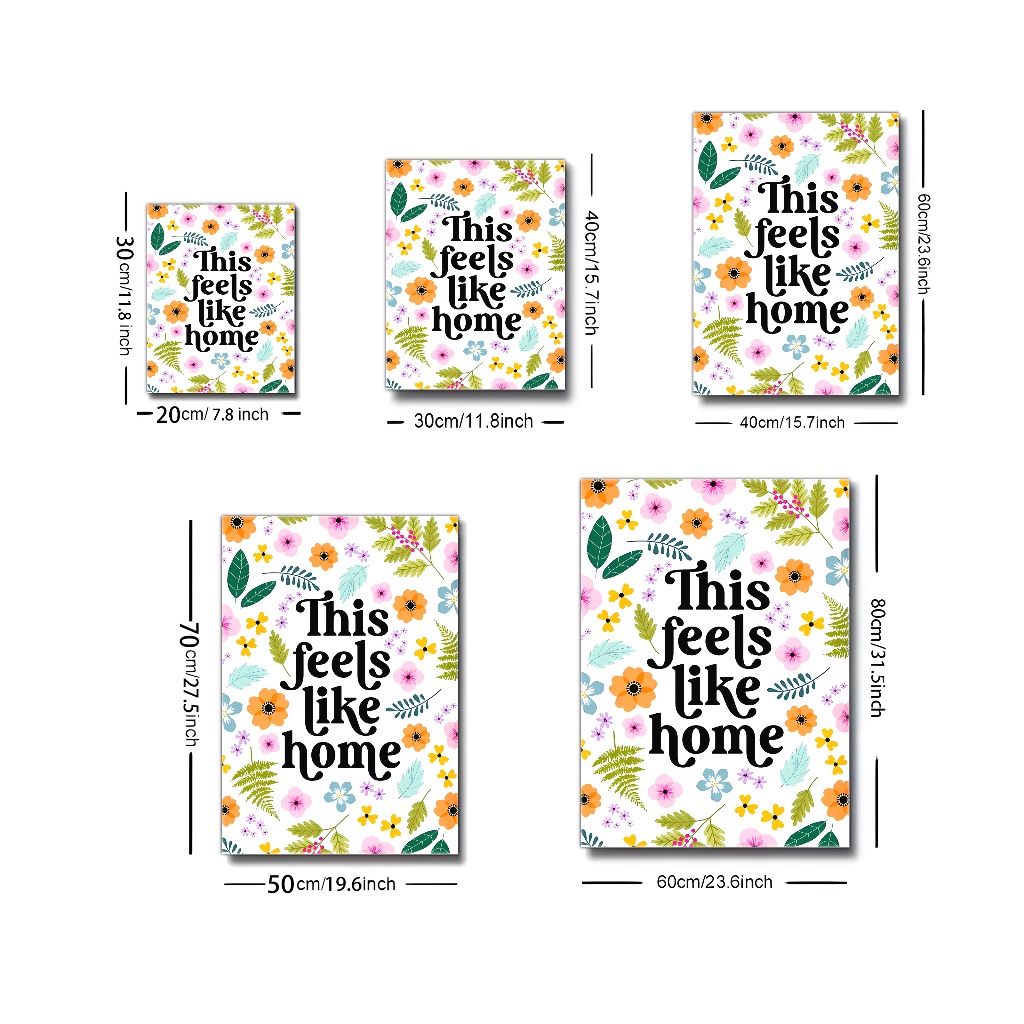 This
feels
like
home
30cm/11.8 inch
20cm/ 7.8 inch
This
feels
like
home
40cm/15.7inch
30cm/11.8inch
This
feels
like
home
60cm/23.6inch
40cm/15.7inch
70cm/27.5inch
This
feels
like
home
50cm/19.6inch
This
feels
like
home
80cm/31.5inch
60cm/23.6inch